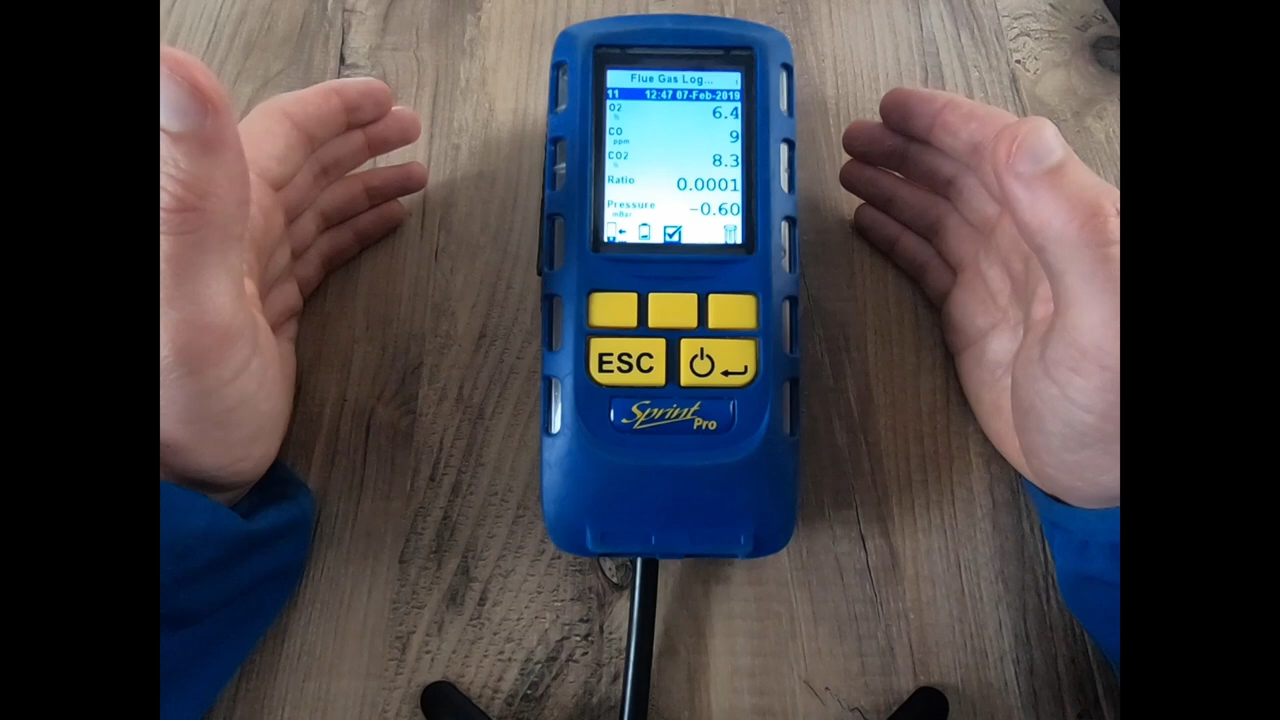 Flue Gas Log...
11 12:47 07-Feb-2019
O2 % 6.4
CO ppm 9
CO2 % 8.3
Ratio 0.0001
Pressure mBar -0.60
ESC
Sprint Pro